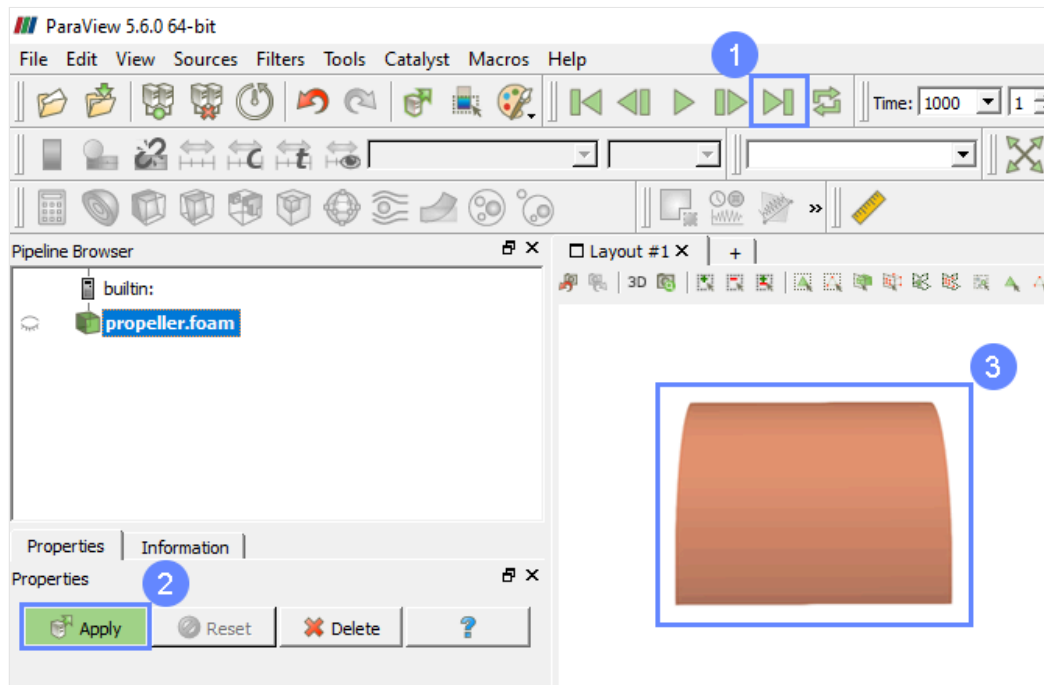 ParaView 5.6.0 64-bit
File Edit View Sources Filters Tools Catalyst Macros Help
1
Time: 1000 1
C t
Pipeline Browser
Layout #1 +
builtin:
3D
propeller.foam
3
Properties Information
Properties
2
Apply Reset Delete ?